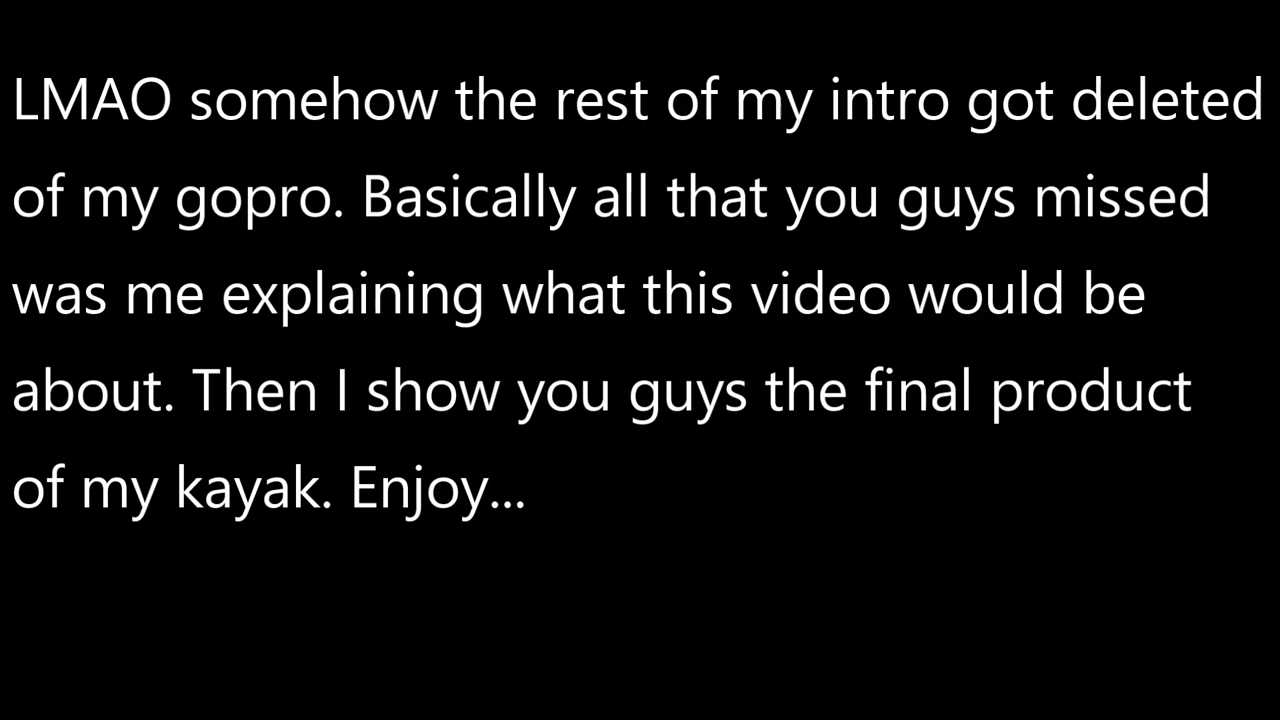 LMAO somehow the rest of my intro got deleted
of my gopro. Basically all that you guys missed
was me explaining what this video would be
about. Then I show you guys the final product
of my kayak. Enjoy...